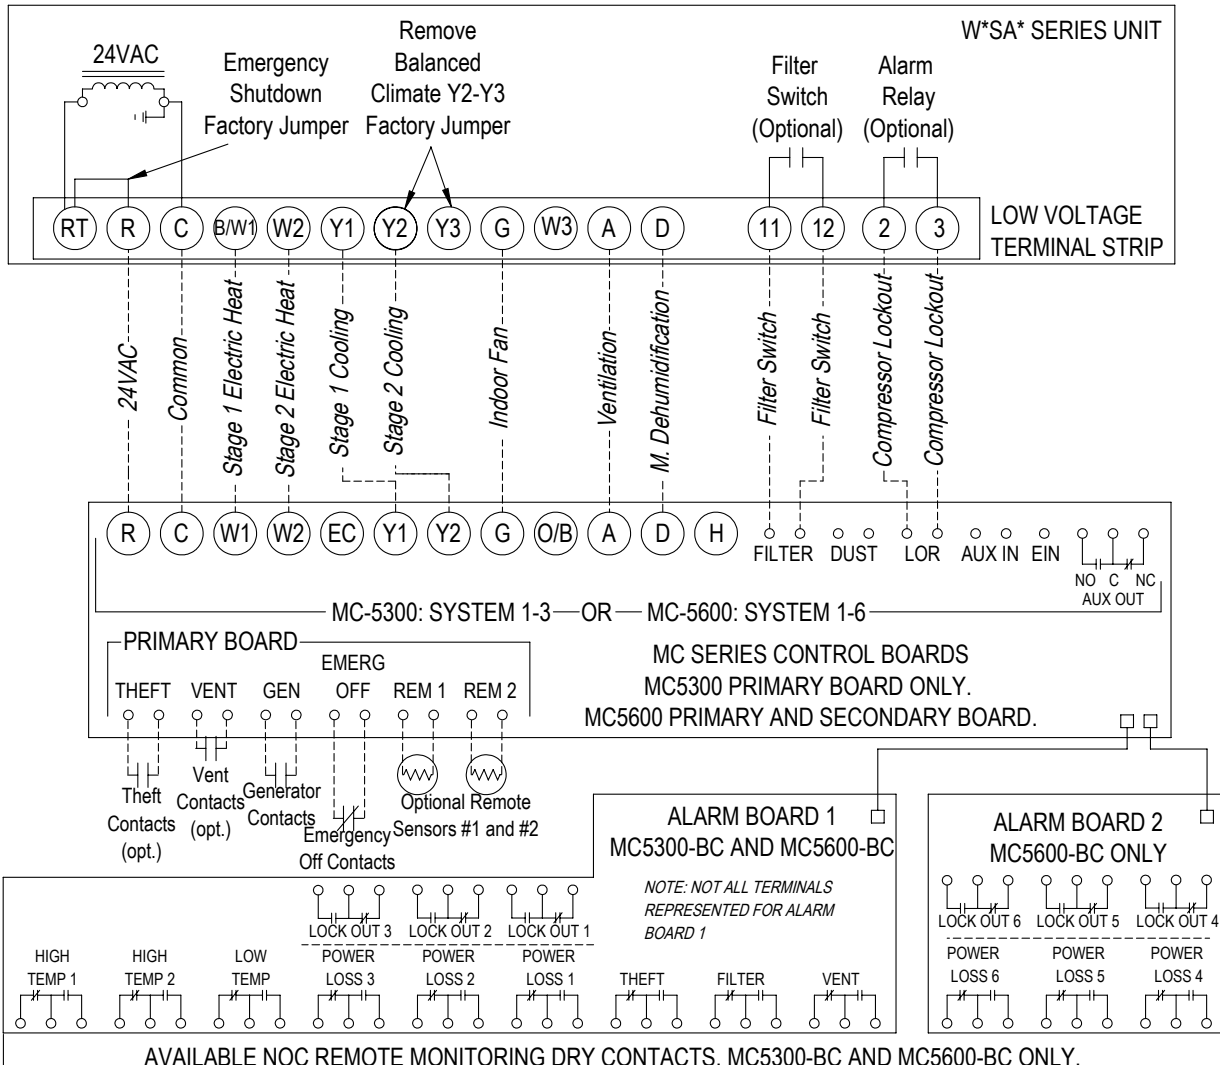 W*SA* SERIES UNIT
24VAC
Emergency
Shutdown
Factory Jumper
Remove
Balanced
Climate Y2-Y3
Factory Jumper
Filter
Switch
(Optional)
Alarm
Relay
(Optional)
RT R C B/W1 W2 Y1 Y2 Y3 G W3 A D 11 12 2 3
LOW VOLTAGE
TERMINAL STRIP
24VAC
Common
Stage 1 Electric Heat
Stage 2 Electric Heat
Stage 1 Cooling
Stage 2 Cooling
Indoor Fan
Ventilation
M. Dehumidification
Filter Switch
Filter Switch
Compressor Lockout
Compressor Lockout
R C W1 W2 EC Y1 Y2 G O/B A D H
FILTER DUST LOR AUX IN EIN
NO C NC
AUX OUT
MC-5300: SYSTEM 1-3 OR MC-5600: SYSTEM 1-6
PRIMARY BOARD
MC SERIES CONTROL BOARDS
MC5300 PRIMARY BOARD ONLY.
MC5600 PRIMARY AND SECONDARY BOARD.
EMERG
THEFT VENT GEN OFF REM 1 REM 2
Theft
Contacts
(opt.)
Vent
Contacts
(opt.)
Generator
Contacts
Emergency
Off Contacts
Optional Remote
Sensors #1 and #2
ALARM BOARD 1
MC5300-BC AND MC5600-BC
NOTE: NOT ALL TERMINALS
REPRESENTED FOR ALARM
BOARD 1
ALARM BOARD 2
MC5600-BC ONLY
LOCK OUT 3 LOCK OUT 2 LOCK OUT 1
LOCK OUT 6 LOCK OUT 5 LOCK OUT 4
HIGH
TEMP 1
HIGH
TEMP 2
LOW
TEMP
POWER
LOSS 3
POWER
LOSS 2
POWER
LOSS 1
THEFT
FILTER
VENT
POWER
LOSS 6
POWER
LOSS 5
POWER
LOSS 4
AVAILABLE NOC REMOTE MONITORING DRY CONTACTS. MC5300-BC AND MC5600-BC ONLY.